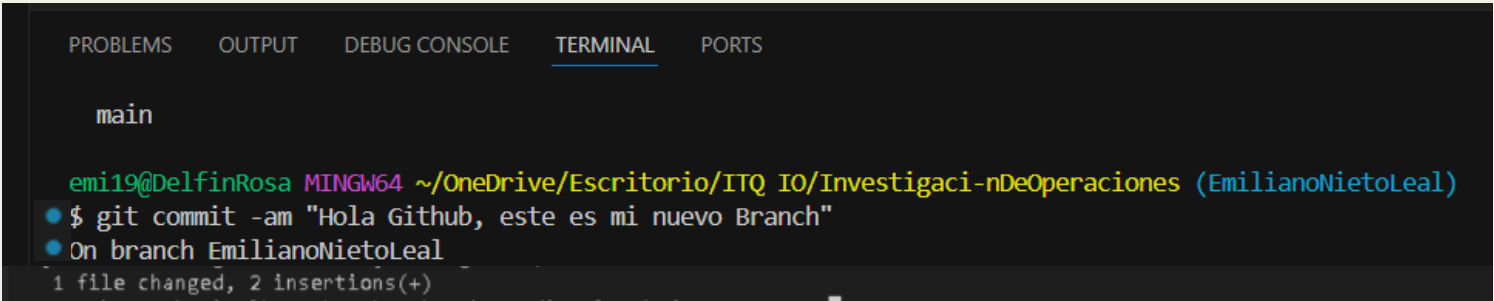 PROBLEMS OUTPUT DEBUG CONSOLE TERMINAL PORTS
main
emi19@DelfinRosa MINGW64 ~/OneDrive/Escritorio/ITQ IO/Investigaci-nDeOperaciones (EmilianoNietoLeal)
$ git commit -am "Hola Github, este es mi nuevo Branch"
On branch EmilianoNietoLeal
1 file changed, 2 insertions(+)